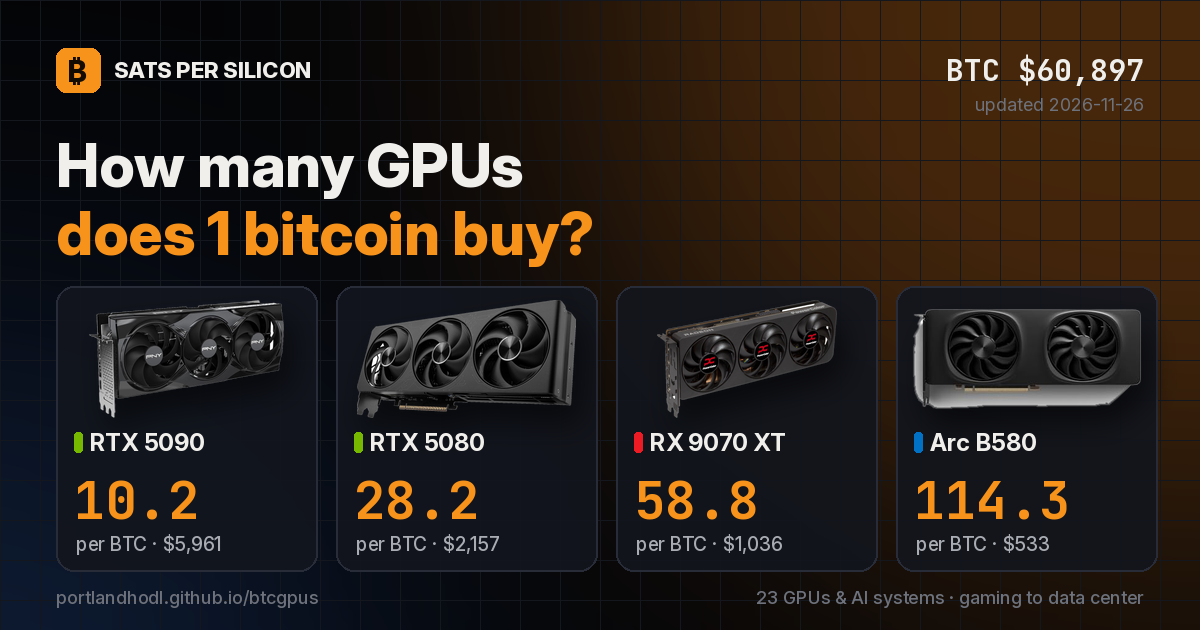 ₿ SATS PER SILICON
BTC $60,897
updated 2026-11-26
How many GPUs
does 1 bitcoin buy?
PNY PNY PNY
RTX 5090
10.2
per BTC · $5,961
RTX 5080
28.2
per BTC · $2,157
RX 9070 XT
58.8
per BTC · $1,036
Arc B580
114.3
per BTC · $533
portlandhodl.github.io/btcgpus
23 GPUs & AI systems · gaming to data center